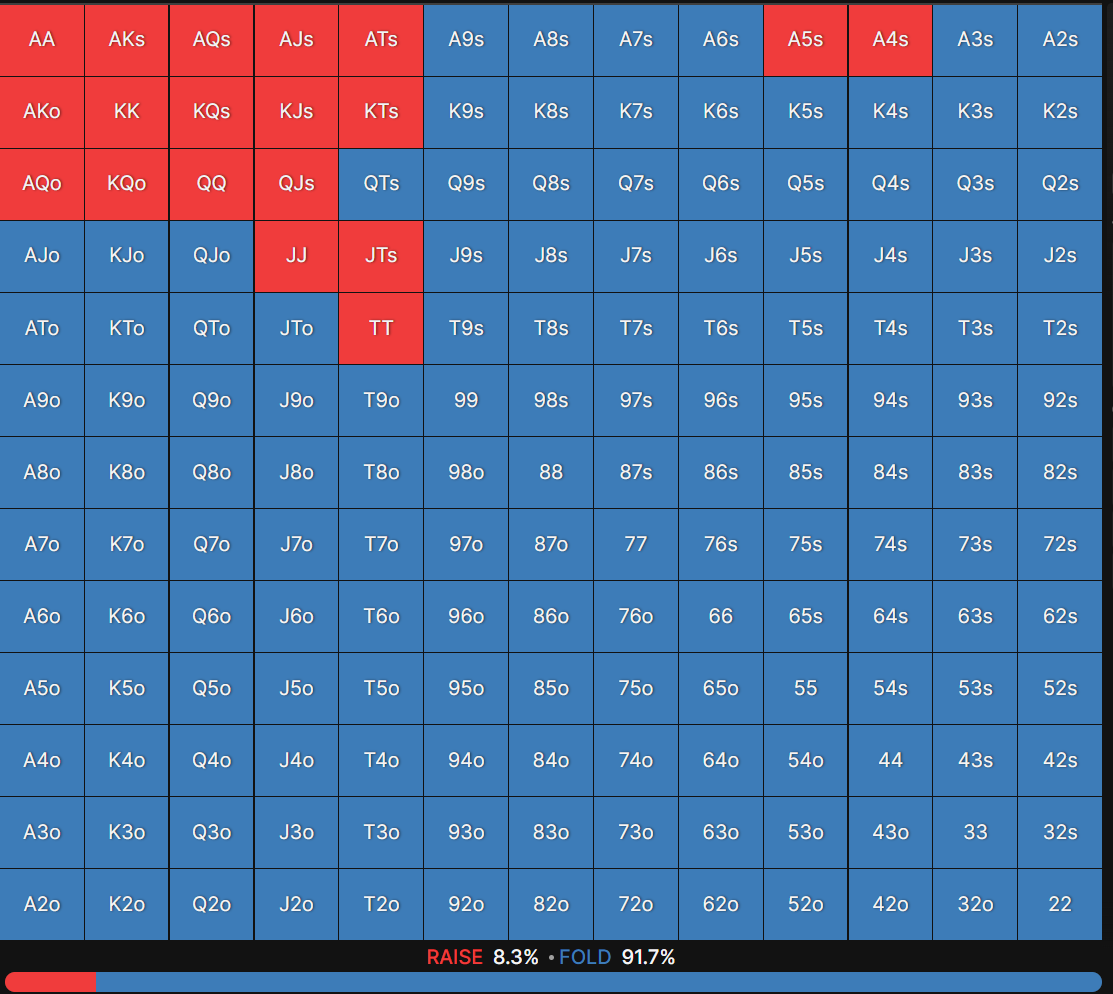 AA AKs AQs AJs ATs A9s A8s A7s A6s A5s A4s A3s A2s
AKo KK KQs KJs KTs K9s K8s K7s K6s K5s K4s K3s K2s
AQo KQo QQ QJs QTs Q9s Q8s Q7s Q6s Q5s Q4s Q3s Q2s
AJo KJo QJo JJ JTs J9s J8s J7s J6s J5s J4s J3s J2s
ATo KTo QTo JTo TT T9s T8s T7s T6s T5s T4s T3s T2s
A9o K9o Q9o J9o T9o 99 98s 97s 96s 95s 94s 93s 92s
A8o K8o Q8o J8o T8o 98o 88 87s 86s 85s 84s 83s 82s
A7o K7o Q7o J7o T7o 97o 87o 77 76s 75s 74s 73s 72s
A6o K6o Q6o J6o T6o 96o 86o 76o 66 65s 64s 63s 62s
A5o K5o Q5o J5o T5o 95o 85o 75o 65o 55 54s 53s 52s
A4o K4o Q4o J4o T4o 94o 84o 74o 64o 54o 44 43s 42s
A3o K3o Q3o J3o T3o 93o 83o 73o 63o 53o 43o 33 32s
A2o K2o Q2o J2o T2o 92o 82o 72o 62o 52o 42o 32o 22
RAISE 8.3% • FOLD 91.7%